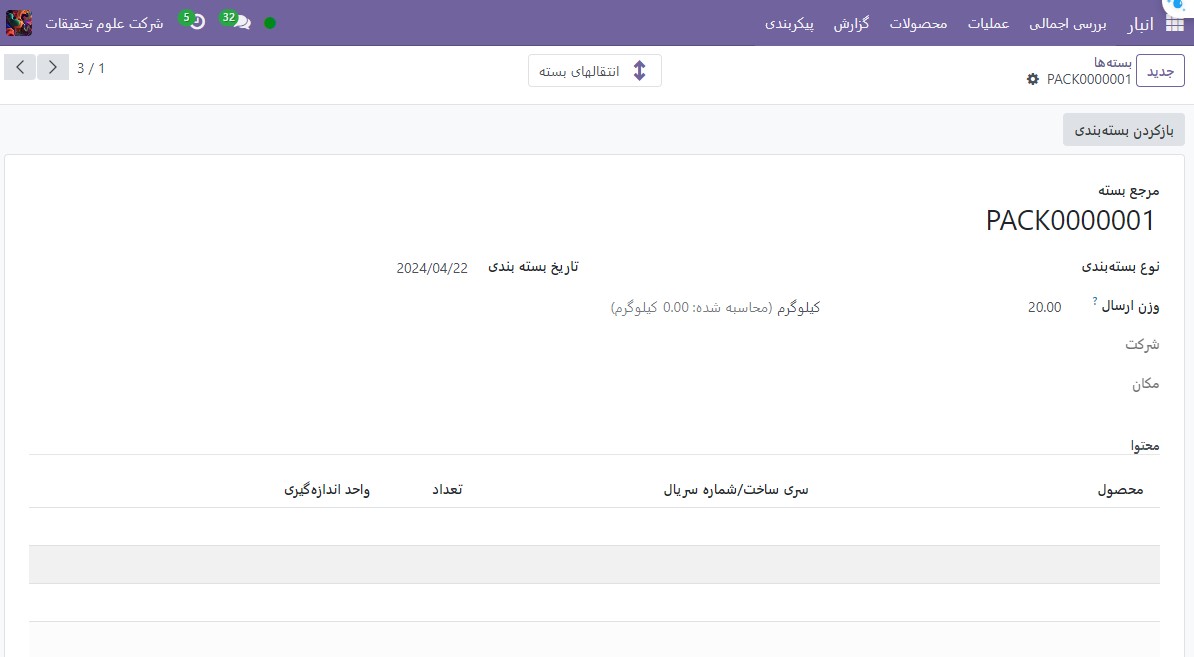 انبار بررسی اجمالی عملیات محصولات گزارش پیکربندی 32 5 شرکت علوم تحقیقات
جدید بسته‌ها
PACK0000001
انتقالهای بسته
3 / 1
بازکردن بسته‌بندی
مرجع بسته
PACK0000001
نوع بسته‌بندی
تاریخ بسته بندی 2024/04/22
وزن ارسال ? 20.00 کیلوگرم (محاسبه شده: 0.00 کیلوگرم)
شرکت
مکان
محتوا
محصول سری ساخت/شماره سریال تعداد واحد اندازه‌گیری